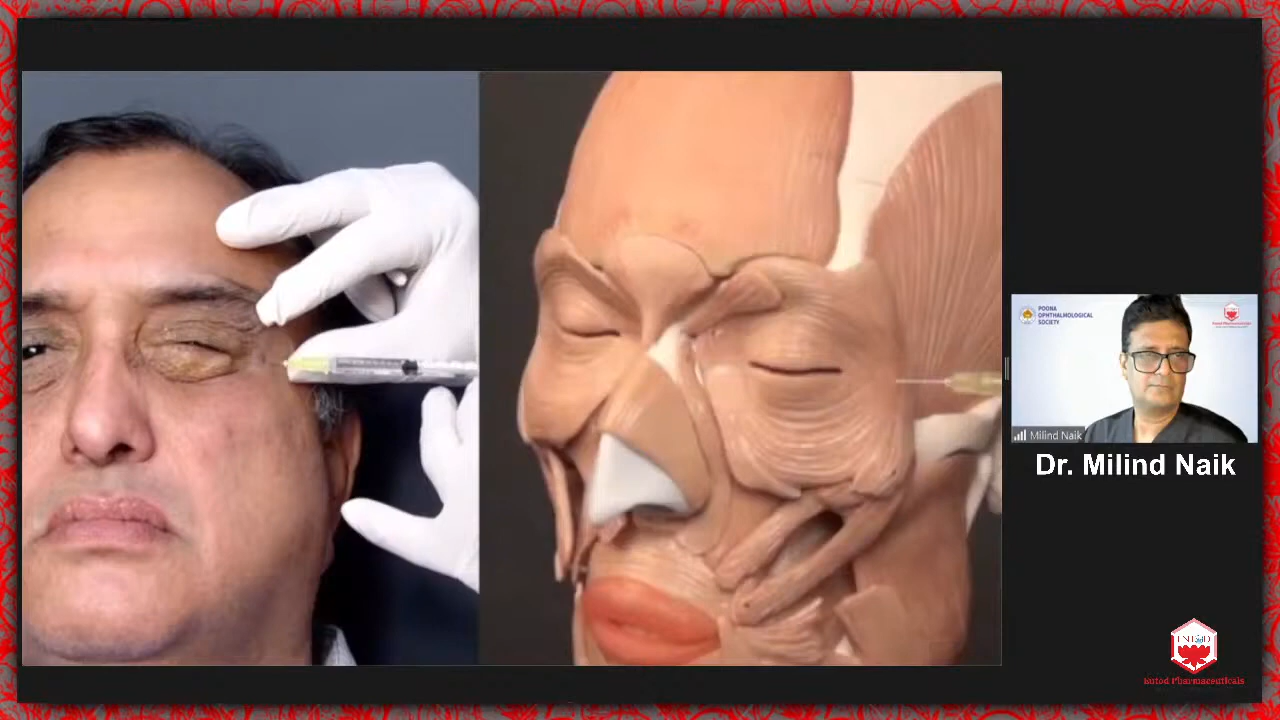 POONA
OPHTHALMOLOGICAL
SOCIETY
Milind Naik
Dr. Milind Naik
Entod Pharmaceuticals